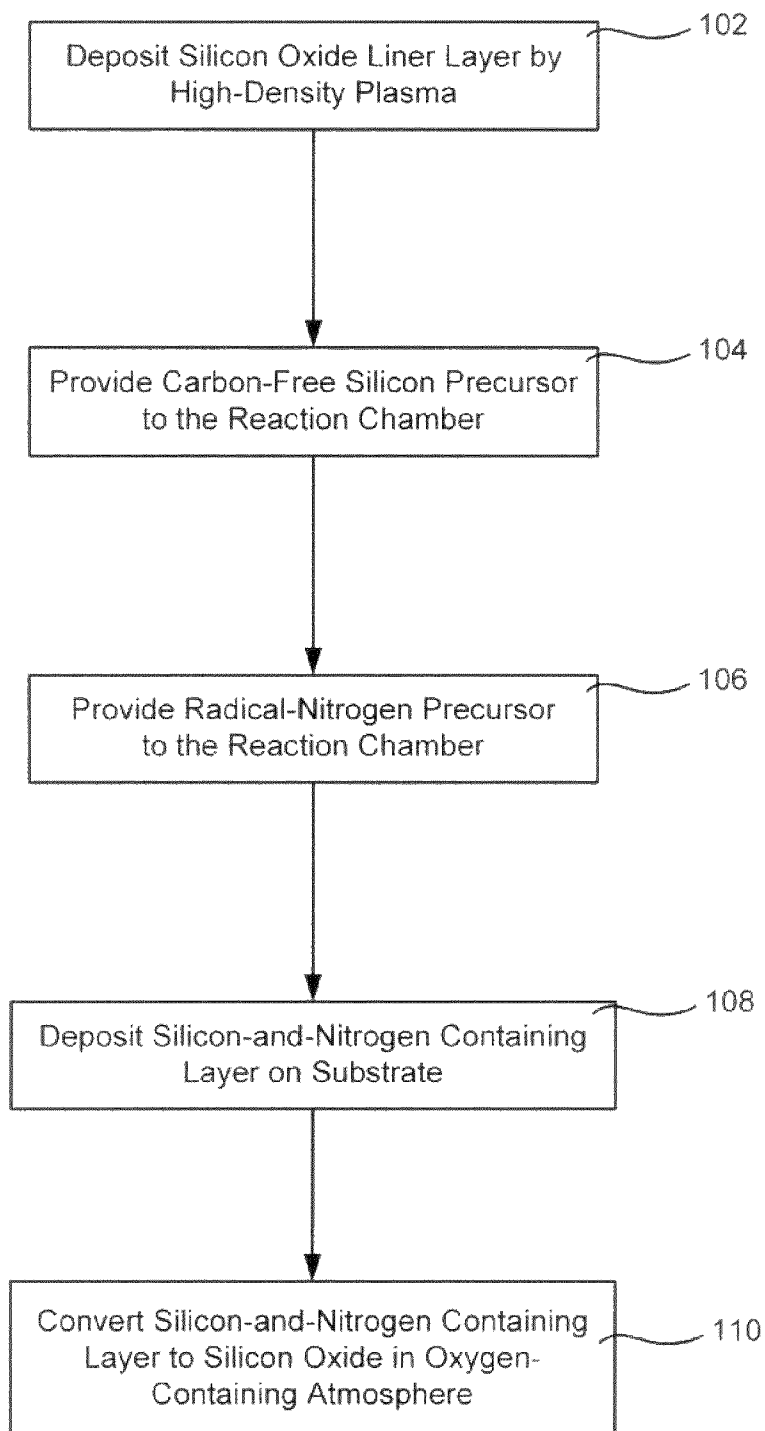 Deposit Silicon Oxide Liner Layer by
High-Density Plasma
102
Provide Carbon-Free Silicon Precursor
to the Reaction Chamber
104
Provide Radical-Nitrogen Precursor
to the Reaction Chamber
106
Deposit Silicon-and-Nitrogen Containing
Layer on Substrate
108
Convert Silicon-and-Nitrogen Containing
Layer to Silicon Oxide in Oxygen-
Containing Atmosphere
110